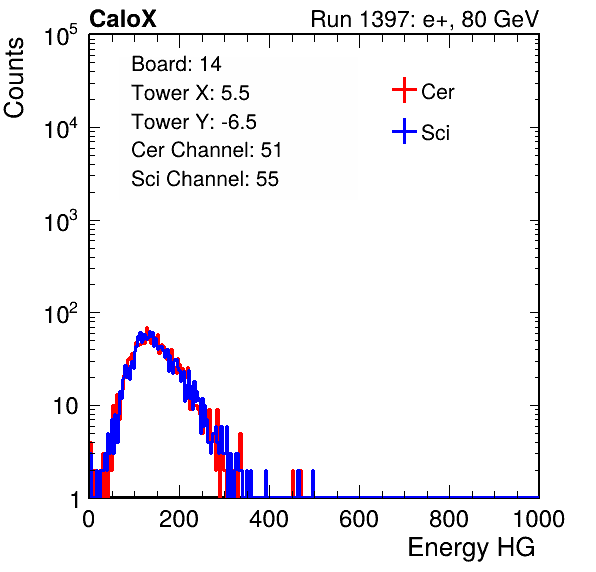 CaloX
Run 1397: e+, 80 GeV
Counts
Board: 14
Tower X: 5.5
Tower Y: -6.5
Cer Channel: 51
Sci Channel: 55
Cer
Sci
10^5
10^4
10^3
10^2
10
1
0 200 400 600 800 1000
Energy HG